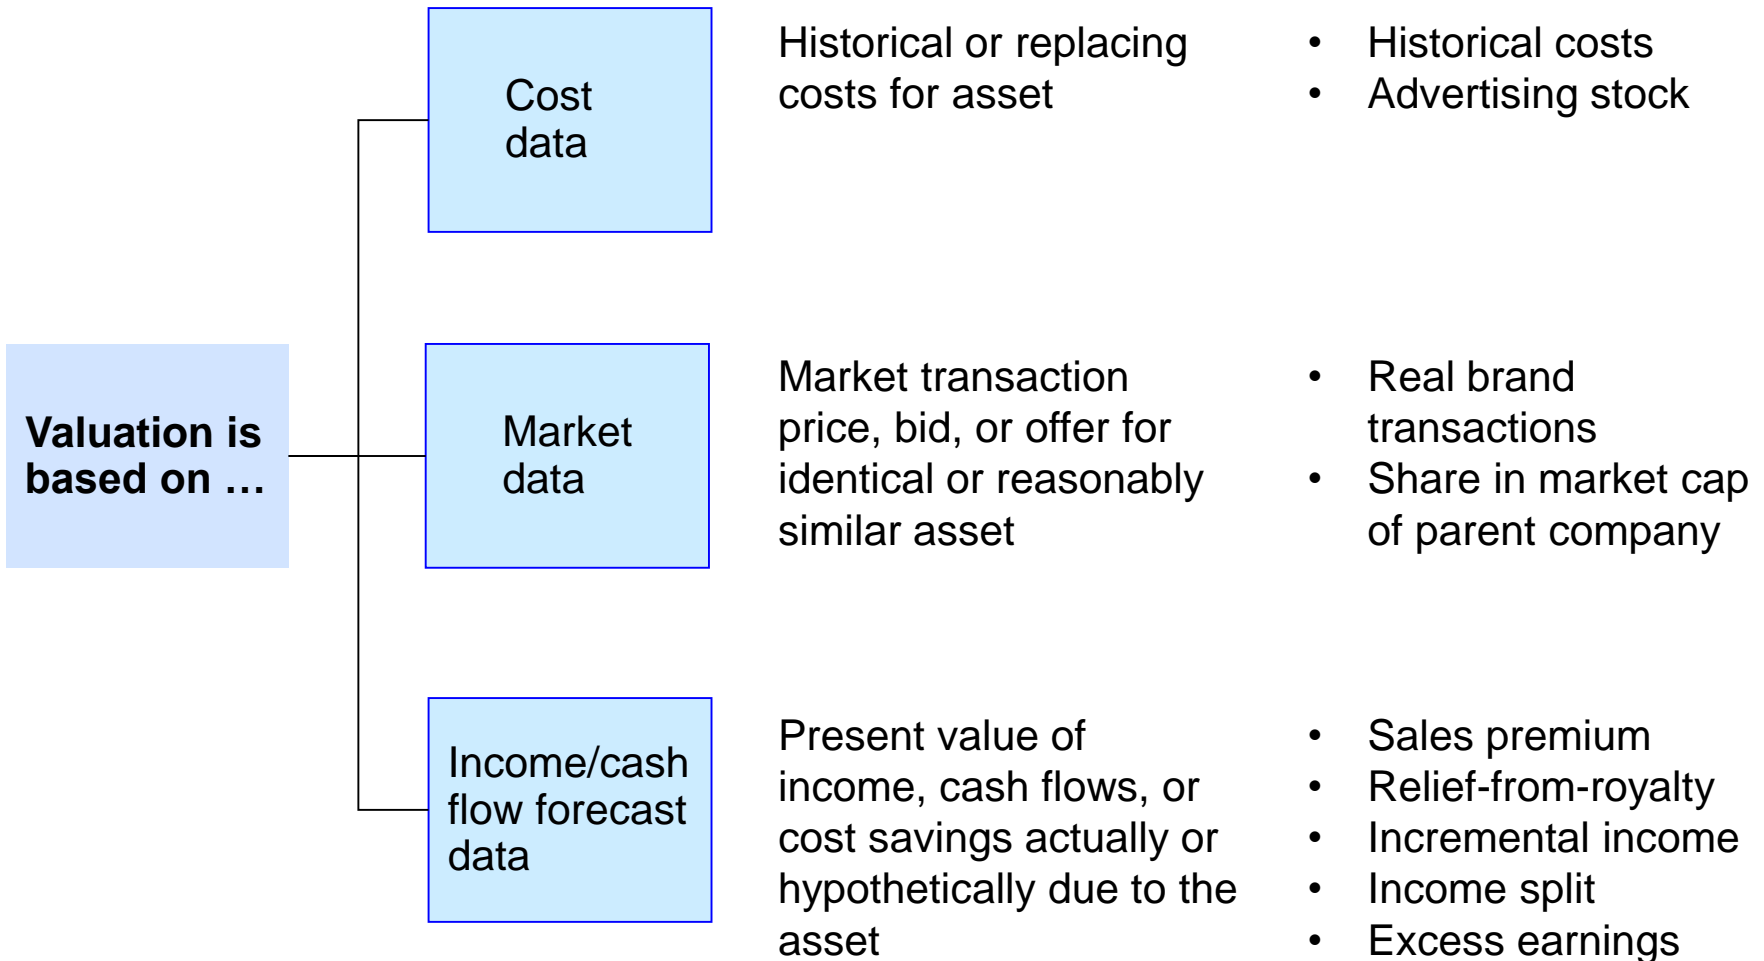 Valuation is
based on …
Cost
data
Historical or replacing
costs for asset
• Historical costs
• Advertising stock
Market
data
Market transaction
price, bid, or offer for
identical or reasonably
similar asset
• Real brand
transactions
• Share in market cap
of parent company
Income/cash
flow forecast
data
Present value of
income, cash flows, or
cost savings actually or
hypothetically due to the
asset
• Sales premium
• Relief-from-royalty
• Incremental income
• Income split
• Excess earnings